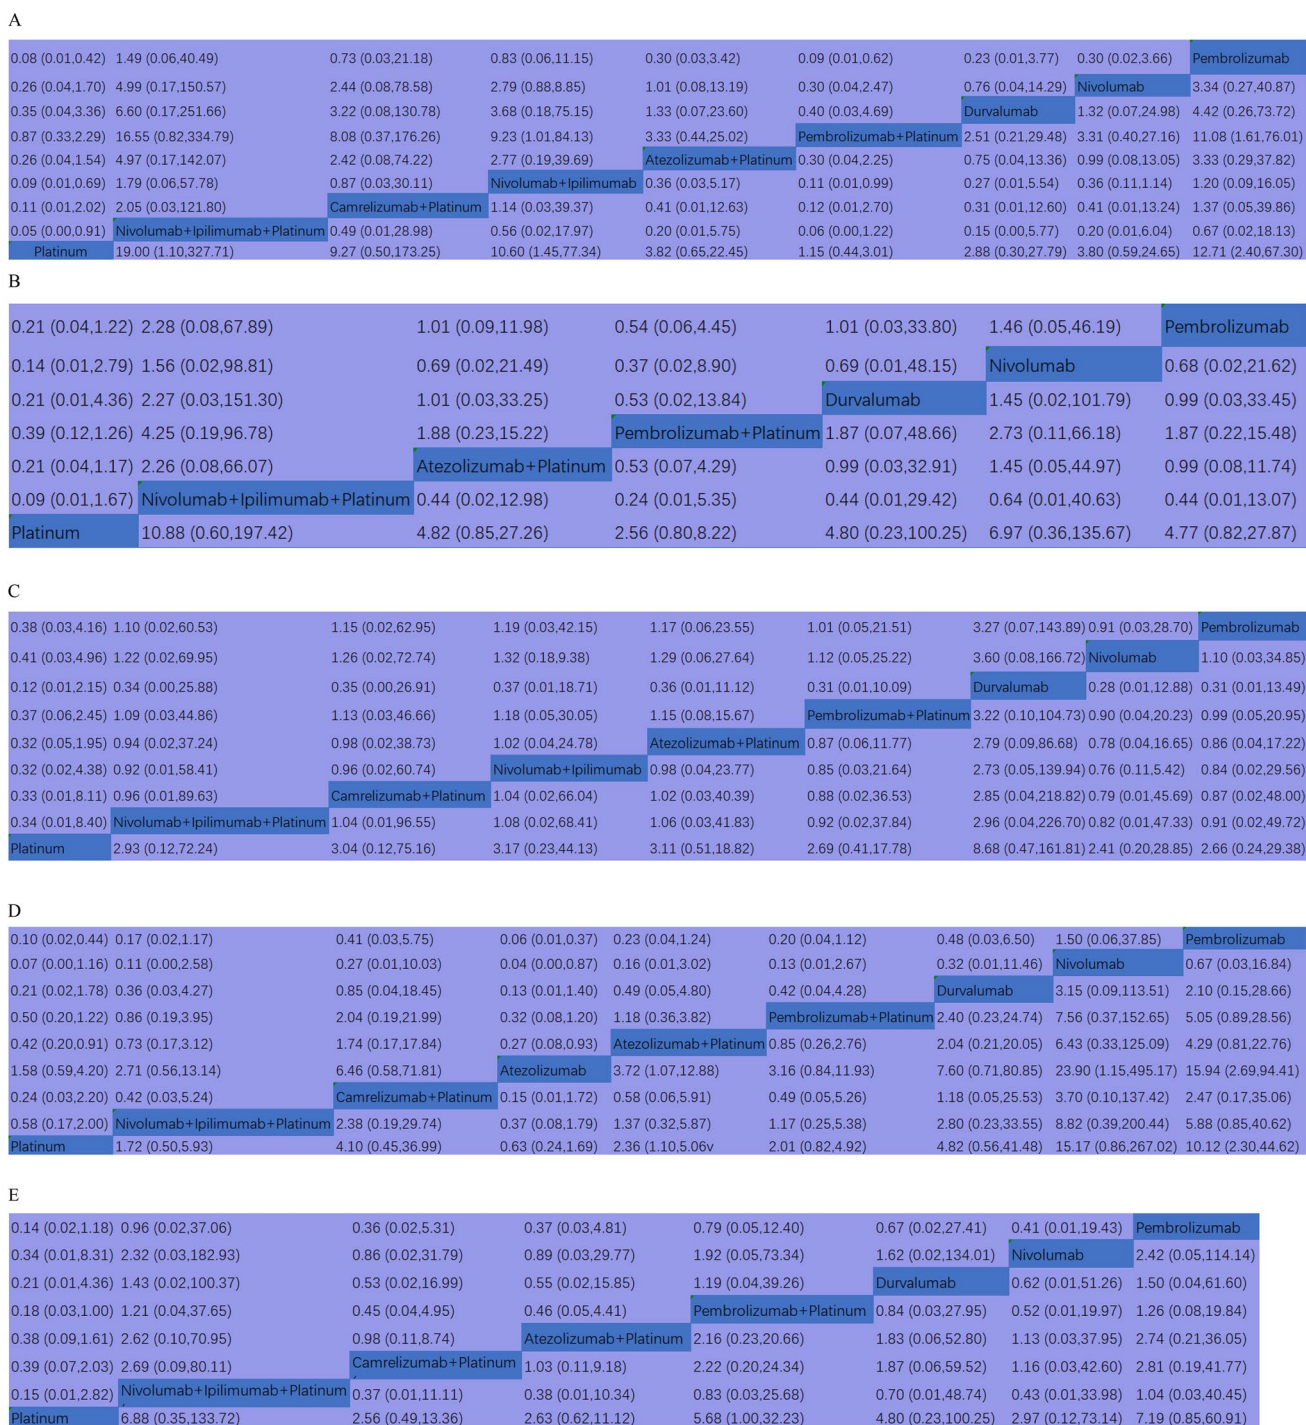 A
0.08 (0.01,0.42) 1.49 (0.06,40.49) 0.73 (0.03,21.18) 0.83 (0.06,11.15) 0.30 (0.03,3.42) 0.09 (0.01,0.62) 0.23 (0.01,3.77) 0.30 (0.02,3.66) Pembrolizumab
0.26 (0.04,1.70) 4.99 (0.17,150.57) 2.44 (0.08,78.58) 2.79 (0.88,8.85) 1.01 (0.08,13.19) 0.30 (0.04,2.47) 0.76 (0.04,14.29) Nivolumab 3.34 (0.27,40.87)
0.35 (0.04,3.36) 6.60 (0.17,251.66) 3.22 (0.08,130.78) 3.68 (0.18,75.15) 1.33 (0.07,23.60) 0.40 (0.03,4.69) Durvalumab 1.32 (0.07,24.98) 4.42 (0.26,73.72)
0.87 (0.33,2.29) 16.55 (0.82,334.79) 8.08 (0.37,176.26) 9.23 (1.01,84.13) 3.33 (0.44,25.02) Pembrolizumab+Platinum 2.51 (0.21,29.48) 3.31 (0.40,27.16) 11.08 (1.61,76.01)
0.26 (0.04,1.54) 4.97 (0.17,142.07) 2.42 (0.08,74.22) 2.77 (0.19,39.69) Atezolizumab+Platinum 0.30 (0.04,2.25) 0.75 (0.04,13.36) 0.99 (0.08,13.05) 3.33 (0.29,37.82)
0.09 (0.01,0.69) 1.79 (0.06,57.78) 0.87 (0.03,30.11) Nivolumab+Ipilimumab 0.36 (0.03,5.17) 0.11 (0.01,0.99) 0.27 (0.01,5.54) 0.36 (0.11,1.14) 1.20 (0.09,16.05)
0.11 (0.01,2.02) 2.05 (0.03,121.80) Camrelizumab+Platinum 1.14 (0.03,39.37) 0.41 (0.01,12.63) 0.12 (0.01,2.70) 0.31 (0.01,12.60) 0.41 (0.01,13.24) 1.37 (0.05,39.86)
0.05 (0.00,0.91) Nivolumab+Ipilimumab+Platinum 0.49 (0.01,28.98) 0.56 (0.02,17.97) 0.20 (0.01,5.75) 0.06 (0.00,1.22) 0.15 (0.00,5.77) 0.20 (0.01,6.04) 0.67 (0.02,18.13)
Platinum 19.00 (1.10,327.71) 9.27 (0.50,173.25) 10.60 (1.45,77.34) 3.82 (0.65,22.45) 1.15 (0.44,3.01) 2.88 (0.30,27.79) 3.80 (0.59,24.65) 12.71 (2.40,67.30)
B
0.21 (0.04,1.22) 2.28 (0.08,67.89) 1.01 (0.09,11.98) 0.54 (0.06,4.45) 1.01 (0.03,33.80) 1.46 (0.05,46.19) Pembrolizumab
0.14 (0.01,2.79) 1.56 (0.02,98.81) 0.69 (0.02,21.49) 0.37 (0.02,8.90) 0.69 (0.01,48.15) Nivolumab 0.68 (0.02,21.62)
0.21 (0.01,4.36) 2.27 (0.03,151.30) 1.01 (0.03,33.25) 0.53 (0.02,13.84) Durvalumab 1.45 (0.02,101.79) 0.99 (0.03,33.45)
0.39 (0.12,1.26) 4.25 (0.19,96.78) 1.88 (0.23,15.22) Pembrolizumab+Platinum 1.87 (0.07,48.66) 2.73 (0.11,66.18) 1.87 (0.22,15.48)
0.21 (0.04,1.17) 2.26 (0.08,66.07) Atezolizumab+Platinum 0.53 (0.07,4.29) 0.99 (0.03,32.91) 1.45 (0.05,44.97) 0.99 (0.08,11.74)
0.09 (0.01,1.67) Nivolumab+Ipilimumab+Platinum 0.44 (0.02,12.98) 0.24 (0.01,5.35) 0.44 (0.01,29.42) 0.64 (0.01,40.63) 0.44 (0.01,13.07)
Platinum 10.88 (0.60,197.42) 4.82 (0.85,27.26) 2.56 (0.80,8.22) 4.80 (0.23,100.25) 6.97 (0.36,135.67) 4.77 (0.82,27.87)
C
0.38 (0.03,4.16) 1.10 (0.02,60.53) 1.15 (0.02,62.95) 1.19 (0.03,42.15) 1.17 (0.06,23.55) 1.01 (0.05,21.51) 3.27 (0.07,143.89) 0.91 (0.03,28.70) Pembrolizumab
0.41 (0.03,4.96) 1.22 (0.02,69.95) 1.26 (0.02,72.74) 1.32 (0.18,9.38) 1.29 (0.06,27.64) 1.12 (0.05,25.22) 3.60 (0.08,166.72) Nivolumab 1.10 (0.03,34.85)
0.12 (0.01,2.15) 0.34 (0.00,25.88) 0.35 (0.00,26.91) 0.37 (0.01,18.71) 0.36 (0.01,11.12) 0.31 (0.01,10.09) Durvalumab 0.28 (0.01,12.88) 0.31 (0.01,13.49)
0.37 (0.06,2.45) 1.09 (0.03,44.86) 1.13 (0.03,46.66) 1.18 (0.05,30.05) 1.15 (0.08,15.67) Pembrolizumab+Platinum 3.22 (0.10,104.73) 0.90 (0.04,20.23) 0.99 (0.05,20.95)
0.32 (0.05,1.95) 0.94 (0.02,37.24) 0.98 (0.02,38.73) 1.02 (0.04,24.78) Atezolizumab+Platinum 0.87 (0.06,11.77) 2.79 (0.09,86.68) 0.78 (0.04,16.65) 0.86 (0.04,17.22)
0.32 (0.02,4.38) 0.92 (0.01,58.41) 0.96 (0.02,60.74) Nivolumab+Ipilimumab 0.98 (0.04,23.77) 0.85 (0.03,21.64) 2.73 (0.05,139.94) 0.76 (0.11,5.42) 0.84 (0.02,29.56)
0.33 (0.01,8.11) 0.96 (0.01,89.63) Camrelizumab+Platinum 1.04 (0.02,66.04) 1.02 (0.03,40.39) 0.88 (0.02,36.53) 2.85 (0.04,218.82) 0.79 (0.01,45.69) 0.87 (0.02,48.00)
0.34 (0.01,8.40) Nivolumab+Ipilimumab+Platinum 1.04 (0.01,96.55) 1.08 (0.02,68.41) 1.06 (0.03,41.83) 0.92 (0.02,37.84) 2.96 (0.04,226.70) 0.82 (0.01,47.33) 0.91 (0.02,49.72)
Platinum 2.93 (0.12,72.24) 3.04 (0.12,75.16) 3.17 (0.23,44.13) 3.11 (0.51,18.82) 2.69 (0.41,17.78) 8.68 (0.47,161.81) 2.41 (0.20,28.85) 2.66 (0.24,29.38)
D
0.10 (0.02,0.44) 0.17 (0.02,1.17) 0.41 (0.03,5.75) 0.06 (0.01,0.37) 0.23 (0.04,1.24) 0.20 (0.04,1.12) 0.48 (0.03,6.50) 1.50 (0.06,37.85) Pembrolizumab
0.07 (0.00,1.16) 0.11 (0.00,2.58) 0.27 (0.01,10.03) 0.04 (0.00,0.87) 0.16 (0.01,3.02) 0.13 (0.01,2.67) 0.32 (0.01,11.46) Nivolumab 0.67 (0.03,16.84)
0.21 (0.02,1.78) 0.36 (0.03,4.27) 0.85 (0.04,18.45) 0.13 (0.01,1.40) 0.49 (0.05,4.80) 0.42 (0.04,4.28) Durvalumab 3.15 (0.09,113.51) 2.10 (0.15,28.66)
0.50 (0.20,1.22) 0.86 (0.19,3.95) 2.04 (0.19,21.99) 0.32 (0.08,1.20) 1.18 (0.36,3.82) Pembrolizumab+Platinum 2.40 (0.23,24.74) 7.56 (0.37,152.65) 5.05 (0.89,28.56)
0.42 (0.20,0.91) 0.73 (0.17,3.12) 1.74 (0.17,17.84) 0.27 (0.08,0.93) Atezolizumab+Platinum 0.85 (0.26,2.76) 2.04 (0.21,20.05) 6.43 (0.33,125.09) 4.29 (0.81,22.76)
1.58 (0.59,4.20) 2.71 (0.56,13.14) 6.46 (0.58,71.81) Atezolizumab 3.72 (1.07,12.88) 3.16 (0.84,11.93) 7.60 (0.71,80.85) 23.90 (1.15,495.17) 15.94 (2.69,94.41)
0.24 (0.03,2.20) 0.42 (0.03,5.24) Camrelizumab+Platinum 0.15 (0.01,1.72) 0.58 (0.06,5.91) 0.49 (0.05,5.26) 1.18 (0.05,25.53) 3.70 (0.10,137.42) 2.47 (0.17,35.06)
0.58 (0.17,2.00) Nivolumab+Ipilimumab+Platinum 2.38 (0.19,29.74) 0.37 (0.08,1.79) 1.37 (0.32,5.87) 1.17 (0.25,5.38) 2.80 (0.23,33.55) 8.82 (0.39,200.44) 5.88 (0.85,40.62)
Platinum 1.72 (0.50,5.93) 4.10 (0.45,36.99) 0.63 (0.24,1.69) 2.36 (1.10,5.06v 2.01 (0.82,4.92) 4.82 (0.56,41.48) 15.17 (0.86,267.02) 10.12 (2.30,44.62)
E
0.14 (0.02,1.18) 0.96 (0.02,37.06) 0.36 (0.02,5.31) 0.37 (0.03,4.81) 0.79 (0.05,12.40) 0.67 (0.02,27.41) 0.41 (0.01,19.43) Pembrolizumab
0.34 (0.01,8.31) 2.32 (0.03,182.93) 0.86 (0.02,31.79) 0.89 (0.03,29.77) 1.92 (0.05,73.34) 1.62 (0.02,134.01) Nivolumab 2.42 (0.05,114.14)
0.21 (0.01,4.36) 1.43 (0.02,100.37) 0.53 (0.02,16.99) 0.55 (0.02,15.85) 1.19 (0.04,39.26) Durvalumab 0.62 (0.01,51.26) 1.50 (0.04,61.60)
0.18 (0.03,1.00) 1.21 (0.04,37.65) 0.45 (0.04,4.95) 0.46 (0.05,4.41) Pembrolizumab+Platinum 0.84 (0.03,27.95) 0.52 (0.01,19.97) 1.26 (0.08,19.84)
0.38 (0.09,1.61) 2.62 (0.10,70.95) 0.98 (0.11,8.74) Atezolizumab+Platinum 2.16 (0.23,20.66) 1.83 (0.06,52.80) 1.13 (0.03,37.95) 2.74 (0.21,36.05)
0.39 (0.07,2.03) 2.69 (0.09,80.11) Camrelizumab+Platinum 1.03 (0.11,9.18) 2.22 (0.20,24.34) 1.87 (0.06,59.52) 1.16 (0.03,42.60) 2.81 (0.19,41.77)
0.15 (0.01,2.82) Nivolumab+Ipilimumab+Platinum 0.37 (0.01,11.11) 0.38 (0.01,10.34) 0.83 (0.03,25.68) 0.70 (0.01,48.74) 0.43 (0.01,33.98) 1.04 (0.03,40.45)
Platinum 6.88 (0.35,133.72) 2.56 (0.49,13.36) 2.63 (0.62,11.12) 5.68 (1.00,32.23) 4.80 (0.23,100.25) 2.97 (0.12,73.14) 7.19 (0.85,60.91)